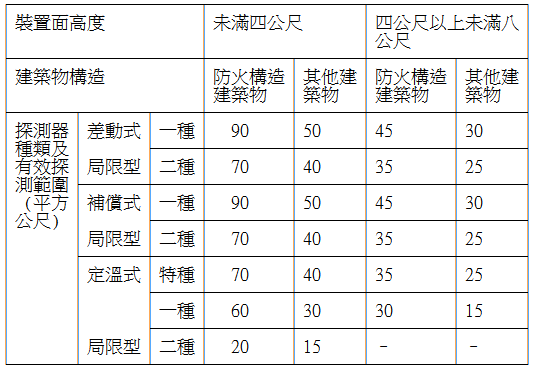 裝置面高度 未滿四公尺 四公尺以上未滿八
公尺
建築物構造 防火構造 其他建 防火構造 其他建
建築物 築物 建築物 築物
探測器 差動式 一種 90 50 45 30
種類及
有效探 局限型 二種 70 40 35 25
測範圍
(平方 補償式 一種 90 50 45 30
公尺)
局限型 二種 70 40 35 25
定溫式 特種 70 40 35 25
一種 60 30 30 15
局限型 二種 20 15 – –